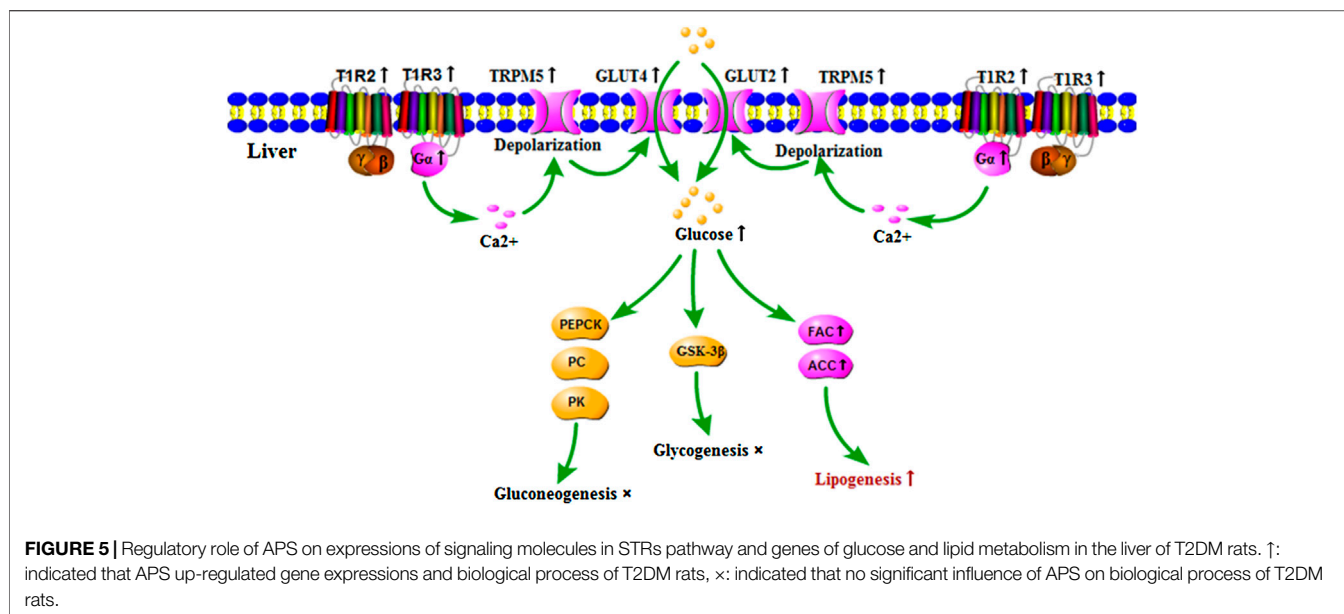 T1R2 ↑ T1R3 ↑ TRPM5 ↑ GLUT4 ↑ GLUT2 ↑ TRPM5 ↑ T1R2 ↑ T1R3 ↑
Liver
γ β Gα ↑ Depolarization Depolarization Gα ↑ β γ
Ca2+ Glucose ↑ Ca2+
PEPCK GSK-3β FAC ↑
PC ACC ↑
PK
Glycogenesis ×
Gluconeogenesis × Lipogenesis ↑
FIGURE 5 | Regulatory role of APS on expressions of signaling molecules in STRs pathway and genes of glucose and lipid metabolism in the liver of T2DM rats. ↑:
indicated that APS up-regulated gene expressions and biological process of T2DM rats, ×: indicated that no significant influence of APS on biological process of T2DM
rats.